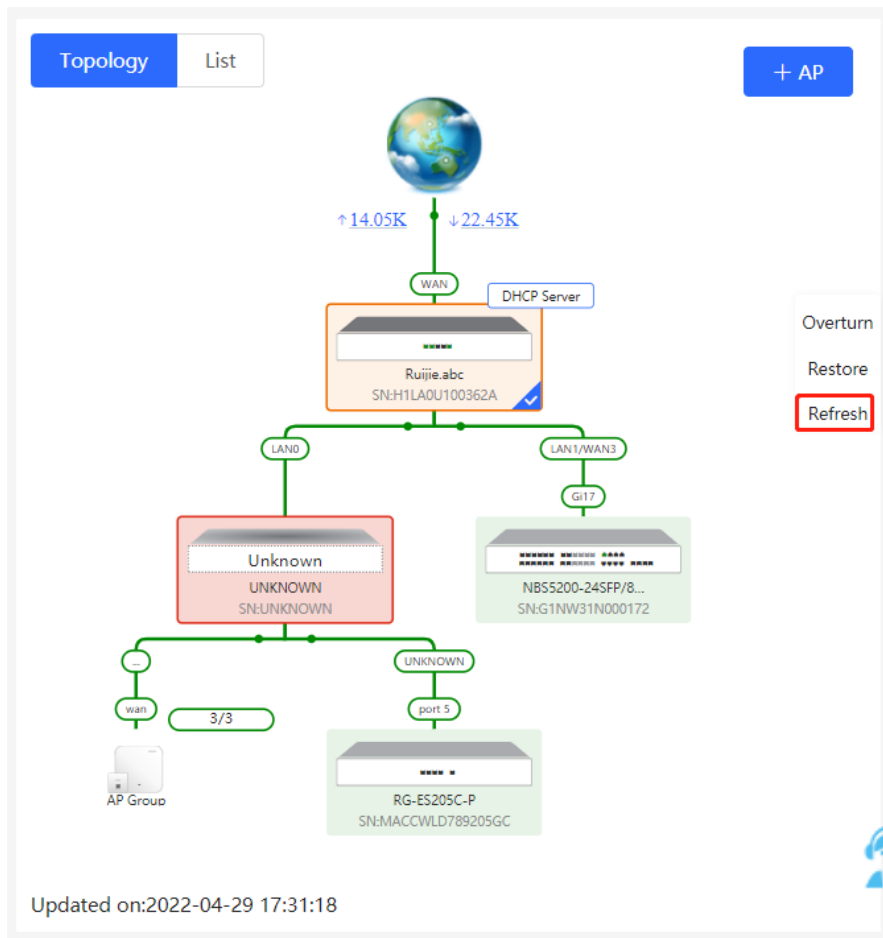 Topology List
+ AP
↑14.05K ↓22.45K
WAN
DHCP Server
Overturn
Ruijie.abc
Restore
SN:H1LA0U100362A
Refresh
LAN0 LAN1/WAN3
Gi17
Unknown
UNKNOWN NBS5200-24SFP/8...
SN:UNKNOWN SN:G1NW31N000172
... UNKNOWN
wan 3/3 port 5
AP Group RG-ES205C-P
SN:MACCWLD789205GC
Updated on:2022-04-29 17:31:18